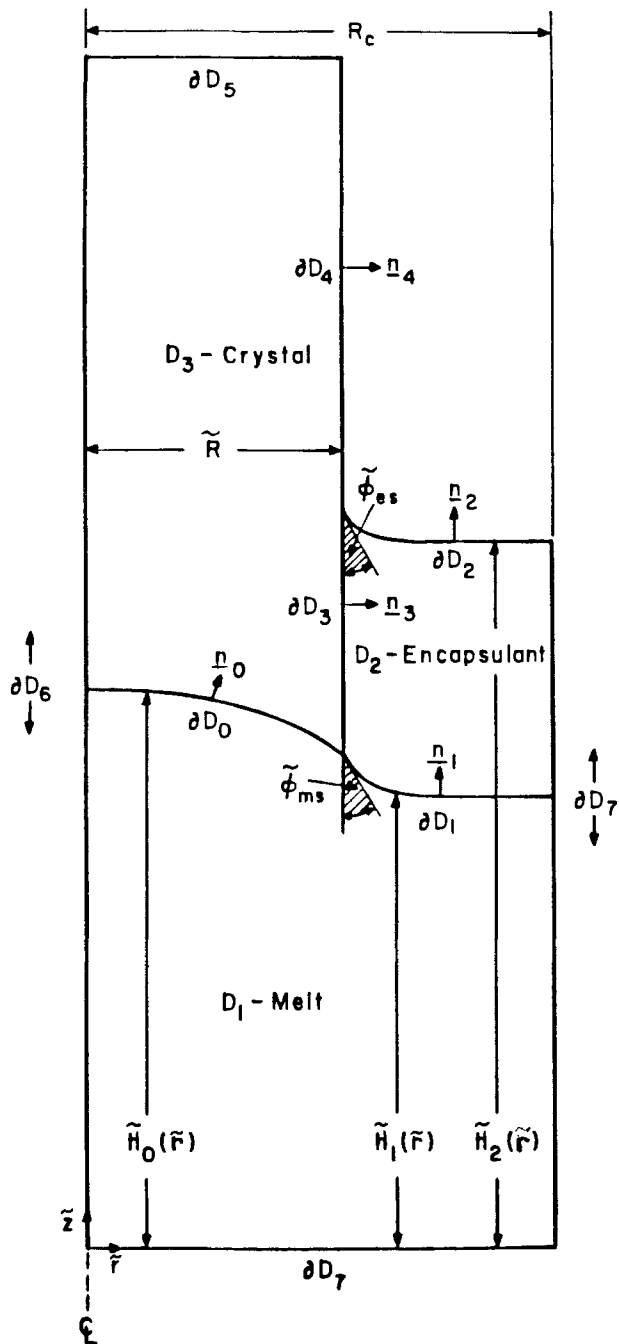 R_c
∂D_5
∂D_4 n_4
D_3 – Crystal
R̃
ϕ̃_es n_2
∂D_2
∂D_3 n_3
D_2 – Encapsulant
∂D_6 n_0
∂D_0
ϕ̃_ms n_1 ∂D_7
∂D_1
D_1 – Melt
H̃_0(r̃) H̃_1(r̃) H̃_2(r̃)
z̃
r̃
∂D_7
℄